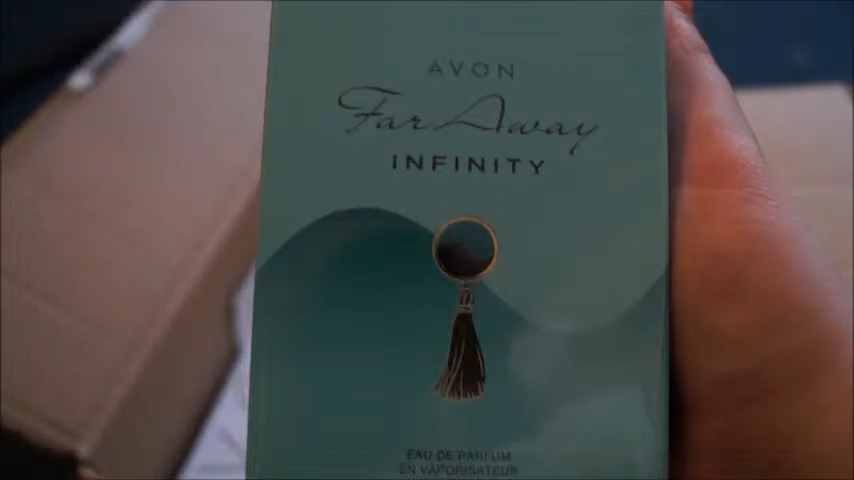 AVON
Far Away
INFINITY
EAU DE PARFUM
EN VAPORISATEUR